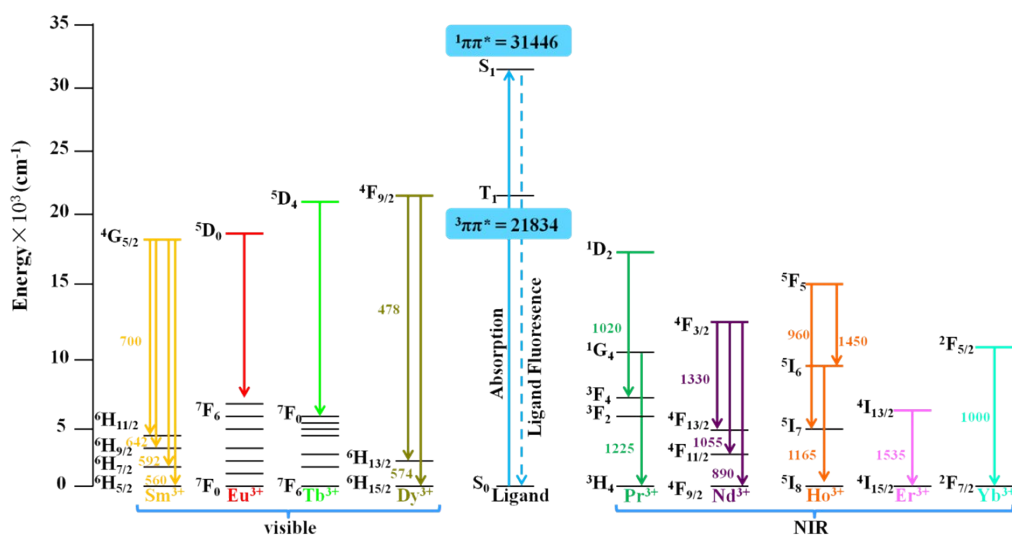 Energy×10³(cm⁻¹)
35
30
25
20
15
10
5
0
⁴G₅/₂
700
⁶H₁₁/₂
642
⁶H₉/₂
592
⁶H₇/₂
560
⁶H₅/₂
Sm³⁺
⁵D₀
⁷F₆
⁷F₀
Eu³⁺
⁵D₄
⁷F₀
⁷F₆
Tb³⁺
⁴F₉/₂
478
⁶H₁₃/₂
574
⁶H₁₅/₂
Dy³⁺
visible
¹ππ* = 31446
S₁
T₁
³ππ* = 21834
Absorption
Ligand Fluoresence
S₀
Ligand
¹D₂
1020
¹G₄
³F₄
³F₂
1225
³H₄
Pr³⁺
⁴F₃/₂
1330
⁴F₁₃/₂
1055
⁴F₁₁/₂
890
⁴F₉/₂
Nd³⁺
⁵F₅
960
1450
⁵I₆
⁵I₇
1165
⁵I₈
Ho³⁺
⁴I₁₃/₂
1535
⁴I₁₅/₂
Er³⁺
²F₅/₂
1000
²F₇/₂
Yb³⁺
NIR